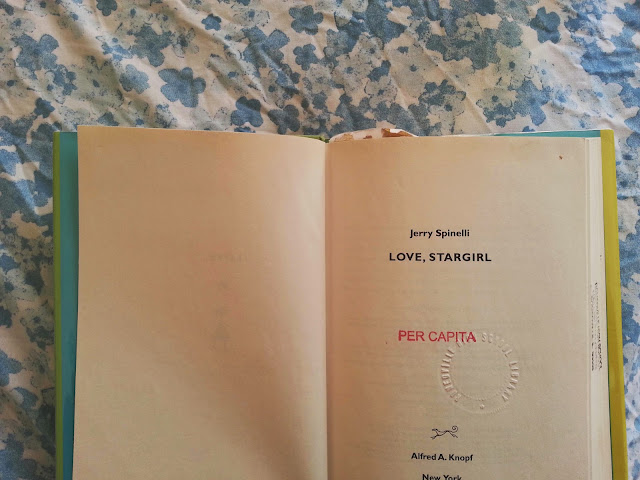 Jerry Spinelli
LOVE, STARGIRL
PER CAPITA
Alfred A. Knopf
New York